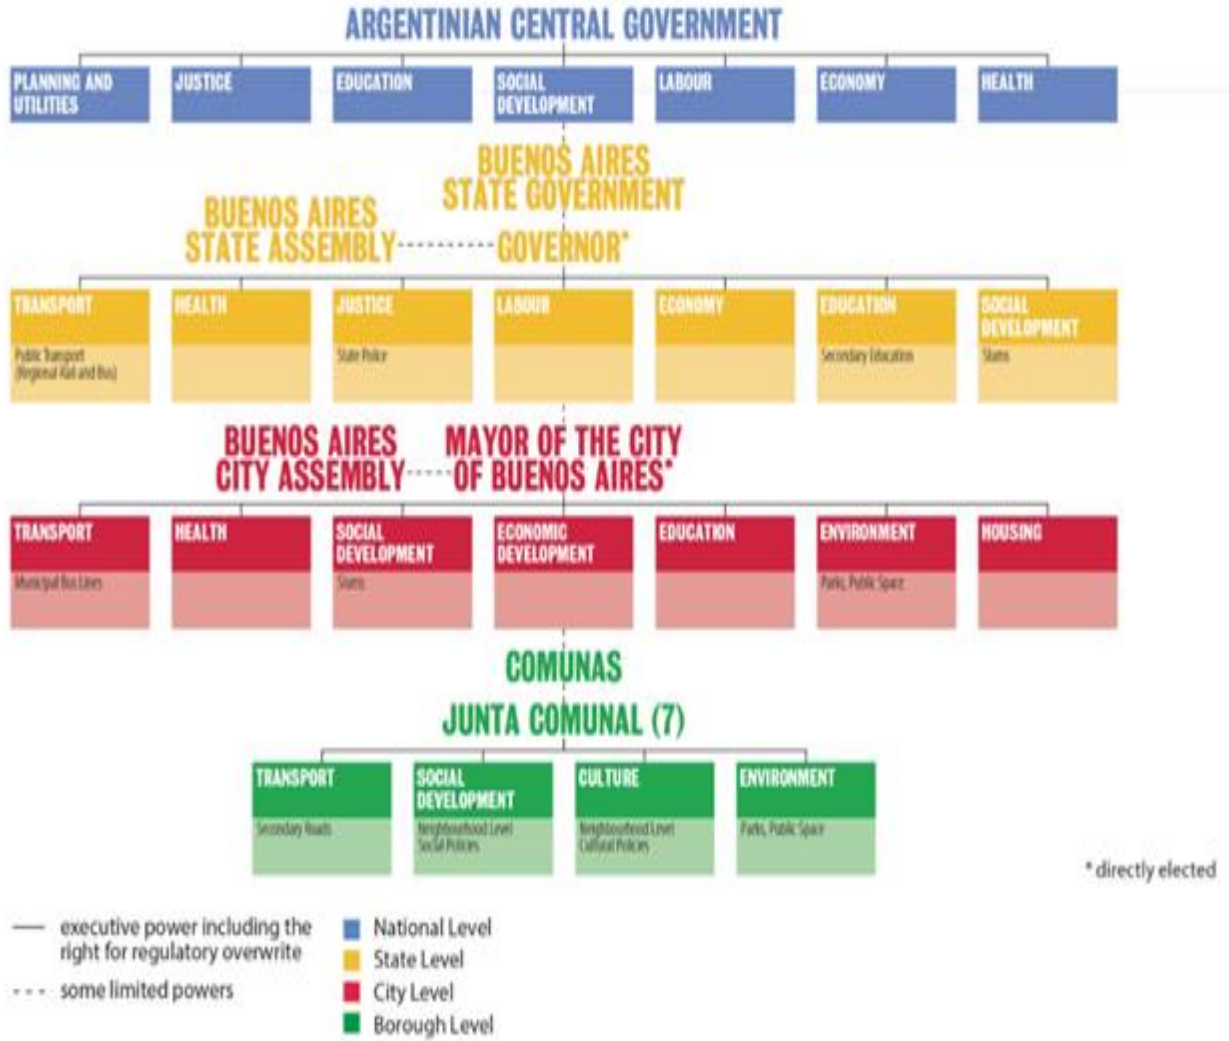 ARGENTINIAN CENTRAL GOVERNMENT
PLANNING AND
UTILITIES
JUSTICE
EDUCATION
SOCIAL
DEVELOPMENT
LABOUR
ECONOMY
HEALTH
BUENOS AIRES
STATE GOVERNMENT
BUENOS AIRES
STATE ASSEMBLY
GOVERNOR*
TRANSPORT
Public Transport
(Regional Rail and Bus)
HEALTH
JUSTICE
State Police
LABOUR
ECONOMY
EDUCATION
Secondary Education
SOCIAL
DEVELOPMENT
Slums
BUENOS AIRES
CITY ASSEMBLY
MAYOR OF THE CITY
OF BUENOS AIRES*
TRANSPORT
Municipal Bus Lines
HEALTH
SOCIAL
DEVELOPMENT
Slums
ECONOMIC
DEVELOPMENT
EDUCATION
ENVIRONMENT
Parks, Public Space
HOUSING
COMUNAS
JUNTA COMUNAL (7)
TRANSPORT
Secondary Roads
SOCIAL
DEVELOPMENT
Neighbourhood Level
Social Policies
CULTURE
Neighbourhood Level
Cultural Policies
ENVIRONMENT
Parks, Public Space
* directly elected
executive power including the
right for regulatory overwrite
some limited powers
National Level
State Level
City Level
Borough Level